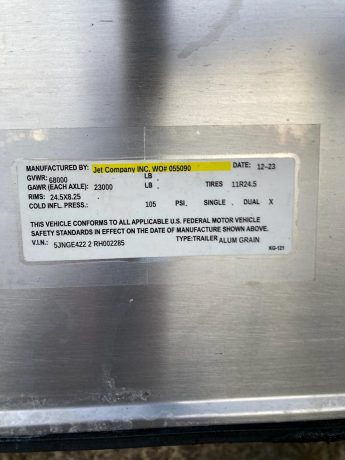 MANUFACTURED BY: Jet Company INC. WO# 055090 DATE: 12-23
GVWR: 68000 LB
GAWR (EACH AXLE): 23000 LB . TIRES 11R24.5
RIMS: 24.5X8.25 .
COLD INFL. PRESS.: 105 PSI. SINGLE . DUAL X
THIS VEHICLE CONFORMS TO ALL APPLICABLE U.S. FEDERAL MOTOR VEHICLE
SAFETY STANDARDS IN EFFECT ON THE DATE OF MANUFACTURE SHOWN ABOVE.
V.I.N.: 5JNGE422 2 RH002285 TYPE:TRAILER ALUM GRAIN
KG-121